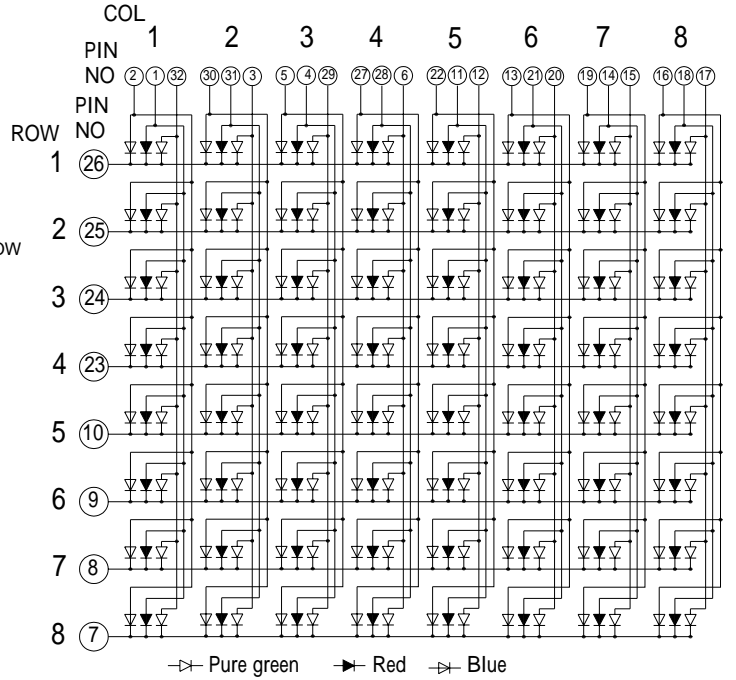 COL
1 2 3 4 5 6 7 8
PIN
NO 2 1 32 30 31 3 5 4 29 27 28 6 22 11 12 13 21 20 19 14 15 16 18 17
PIN
ROW NO
1 26
2 25
ow
3 24
4 23
5 10
6 9
7 8
8 7
Pure green Red Blue